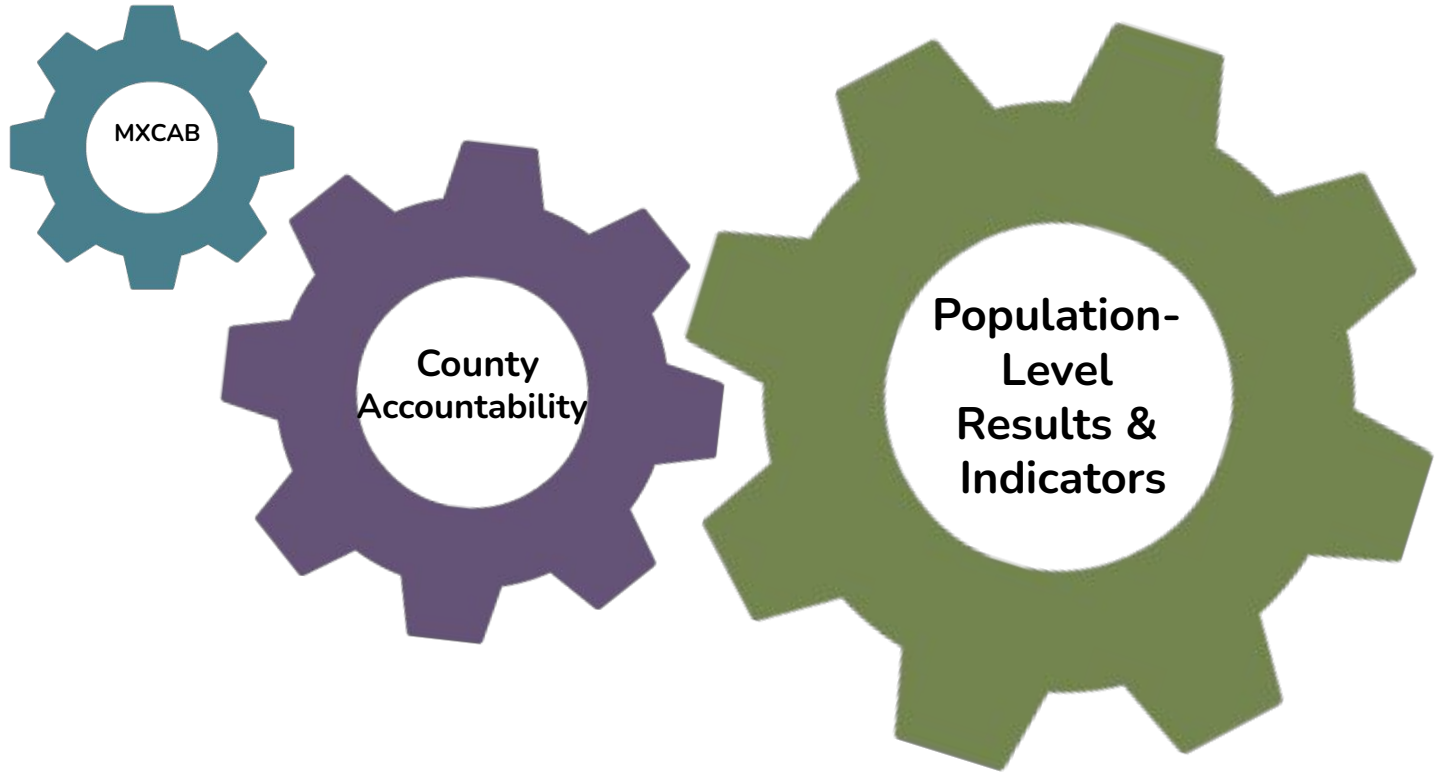 MXCAB
County
Accountability
Population-
Level
Results &
Indicators